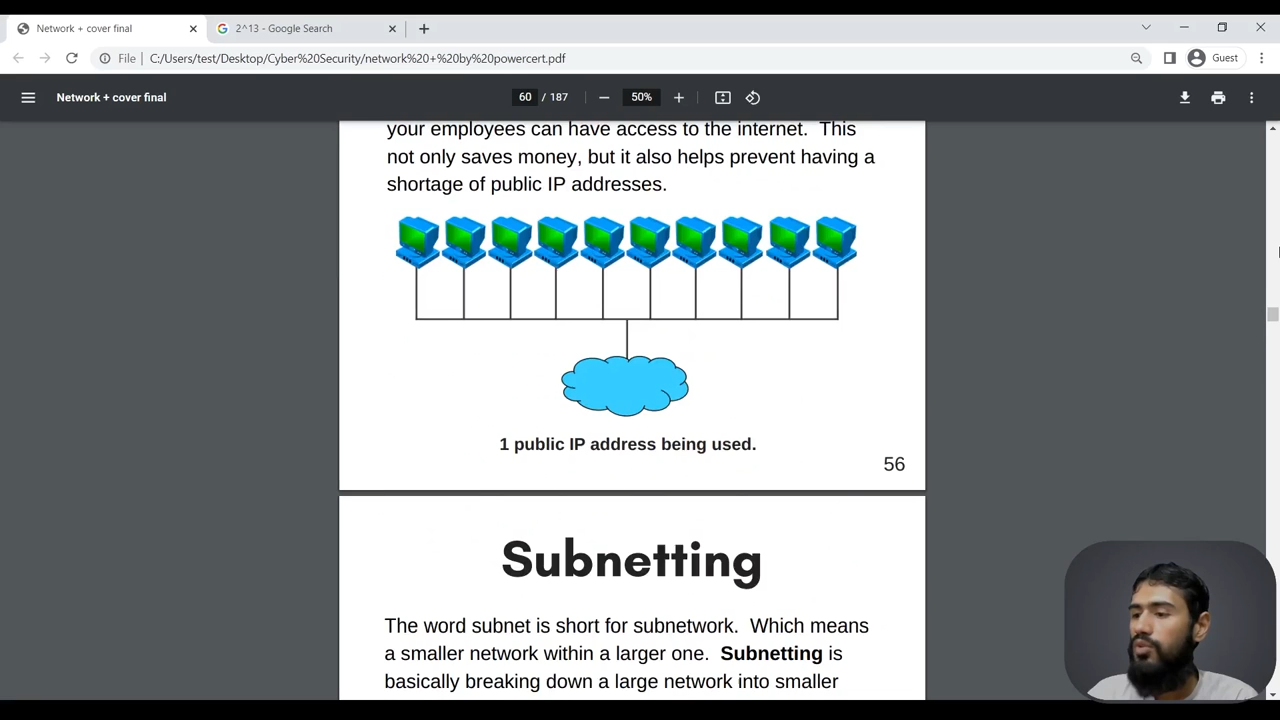 Network + cover final
2^13 - Google Search
File
C:/Users/test/Desktop/Cyber%20Security/network%20+%20by%20powercert.pdf
Guest
Network + cover final
60 / 187
50%
your employees can have access to the internet. This
not only saves money, but it also helps prevent having a
shortage of public IP addresses.
1 public IP address being used.
56
Subnetting
The word subnet is short for subnetwork. Which means
a smaller network within a larger one. Subnetting is
basically breaking down a large network into smaller